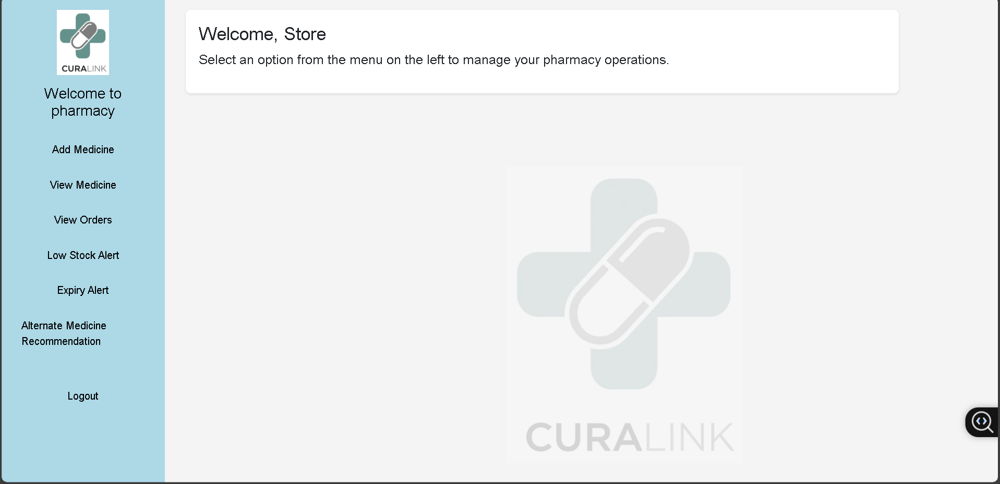 CURALINK
Welcome to
pharmacy
Add Medicine
View Medicine
View Orders
Low Stock Alert
Expiry Alert
Alternate Medicine
Recommendation
Logout
Welcome, Store
Select an option from the menu on the left to manage your pharmacy operations.
CURALINK